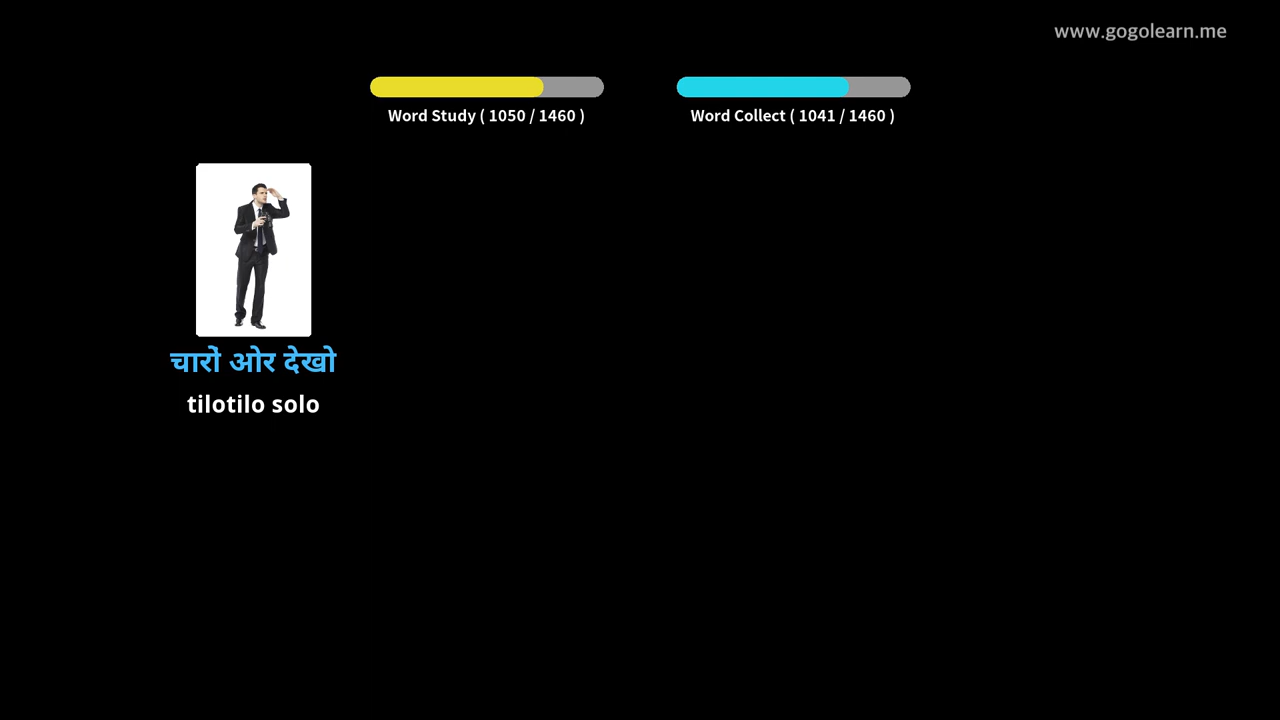 www.gogolearn.me
Word Study ( 1050 / 1460 )
Word Collect ( 1041 / 1460 )
चारों ओर देखो
tilotilo solo